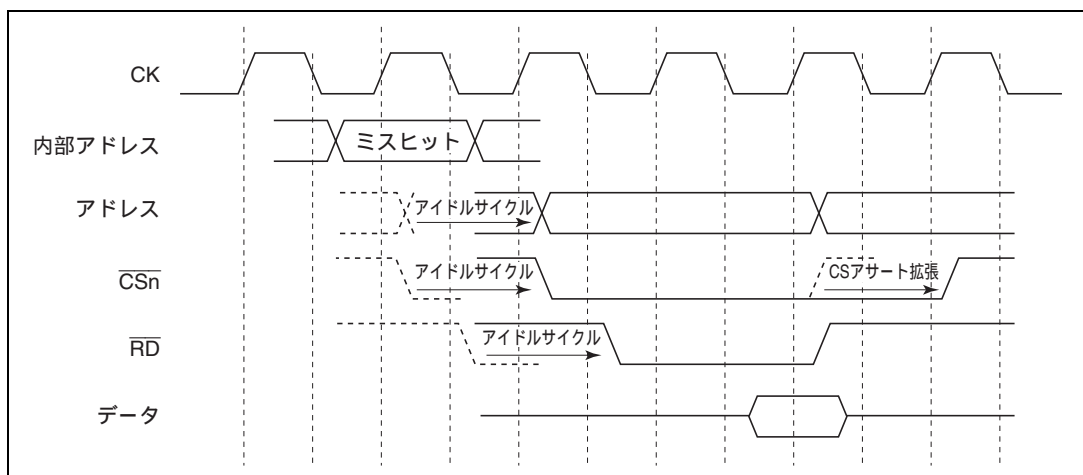 CK
内部アドレス
ミスヒット
アドレス
アイドルサイクル
CSn
アイドルサイクル
CSアサート拡張
RD
アイドルサイクル
データ